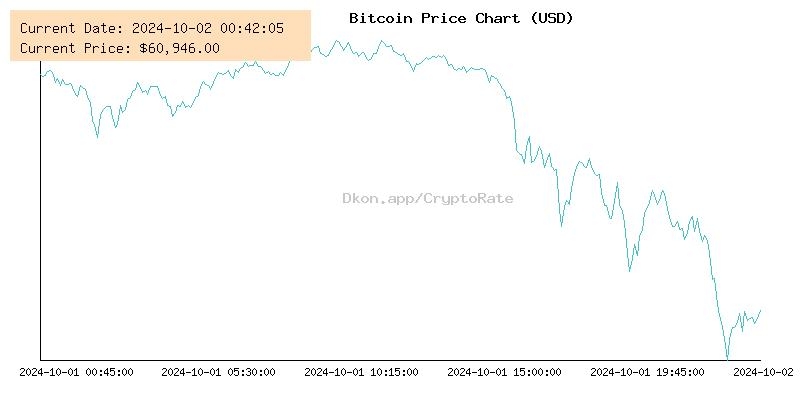 Bitcoin Price Chart (USD)
Current Date: 2024-10-02 00:42:05
Current Price: $60,946.00
Dkon.app/CryptoRate
2024-10-01 00:45:00 2024-10-01 05:30:00 2024-10-01 10:15:00 2024-10-01 15:00:00 2024-10-01 19:45:00 2024-10-02